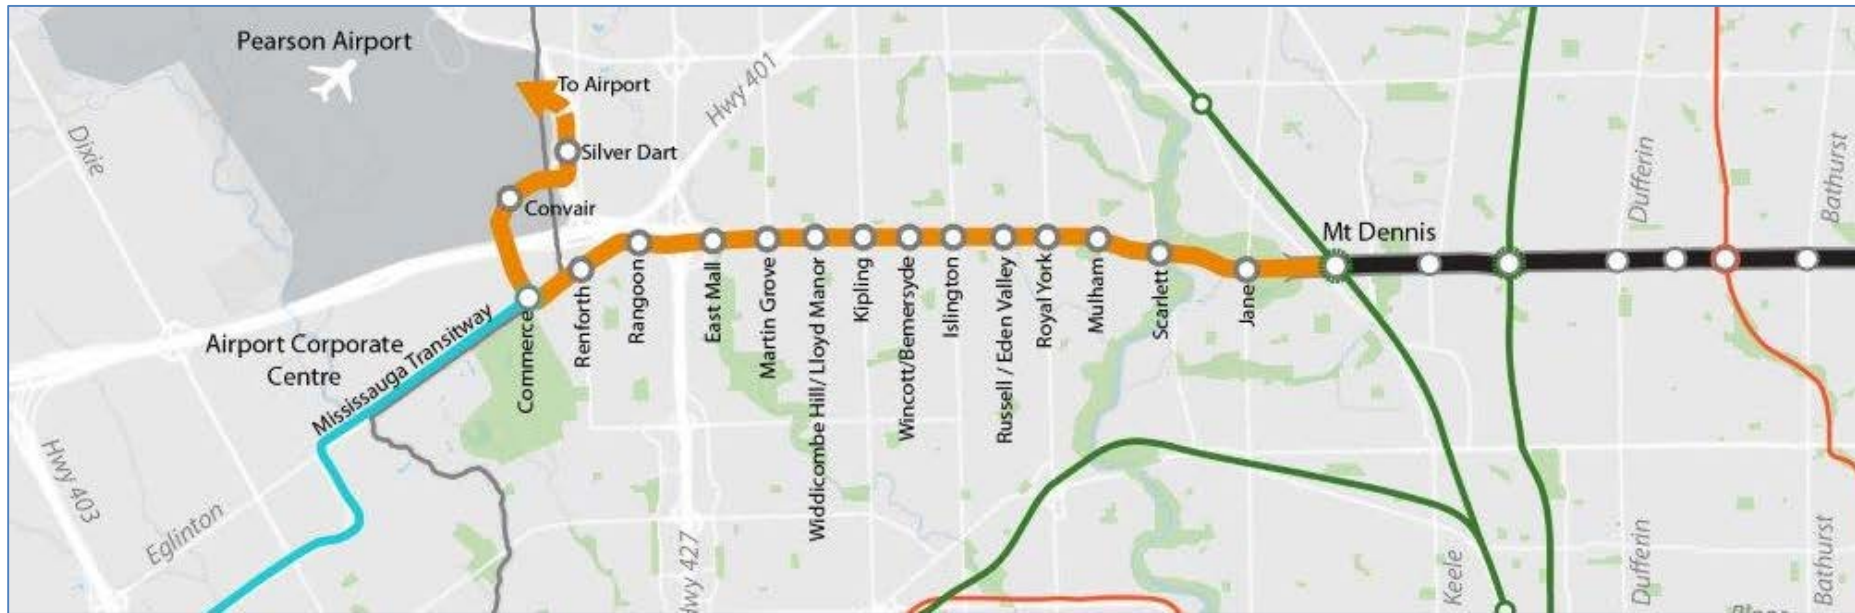 Pearson Airport
To Airport
Hwy 401
Dixie
Silver Dart
Convair
Dufferin
Bathurst
Mt Dennis
Commerce
Renforth
Rangoon
East Mall
Martin Grove
Widdicombe Hill/ Lloyd Manor
Kipling
Wincott/Bemersyde
Islington
Russell / Eden Valley
Royal York
Mulham
Scarlett
Jane
Airport Corporate
Centre
Mississauga Transitway
Hwy 403
Eglinton
Hwy 427
Keele
Dufferin
Bathurst